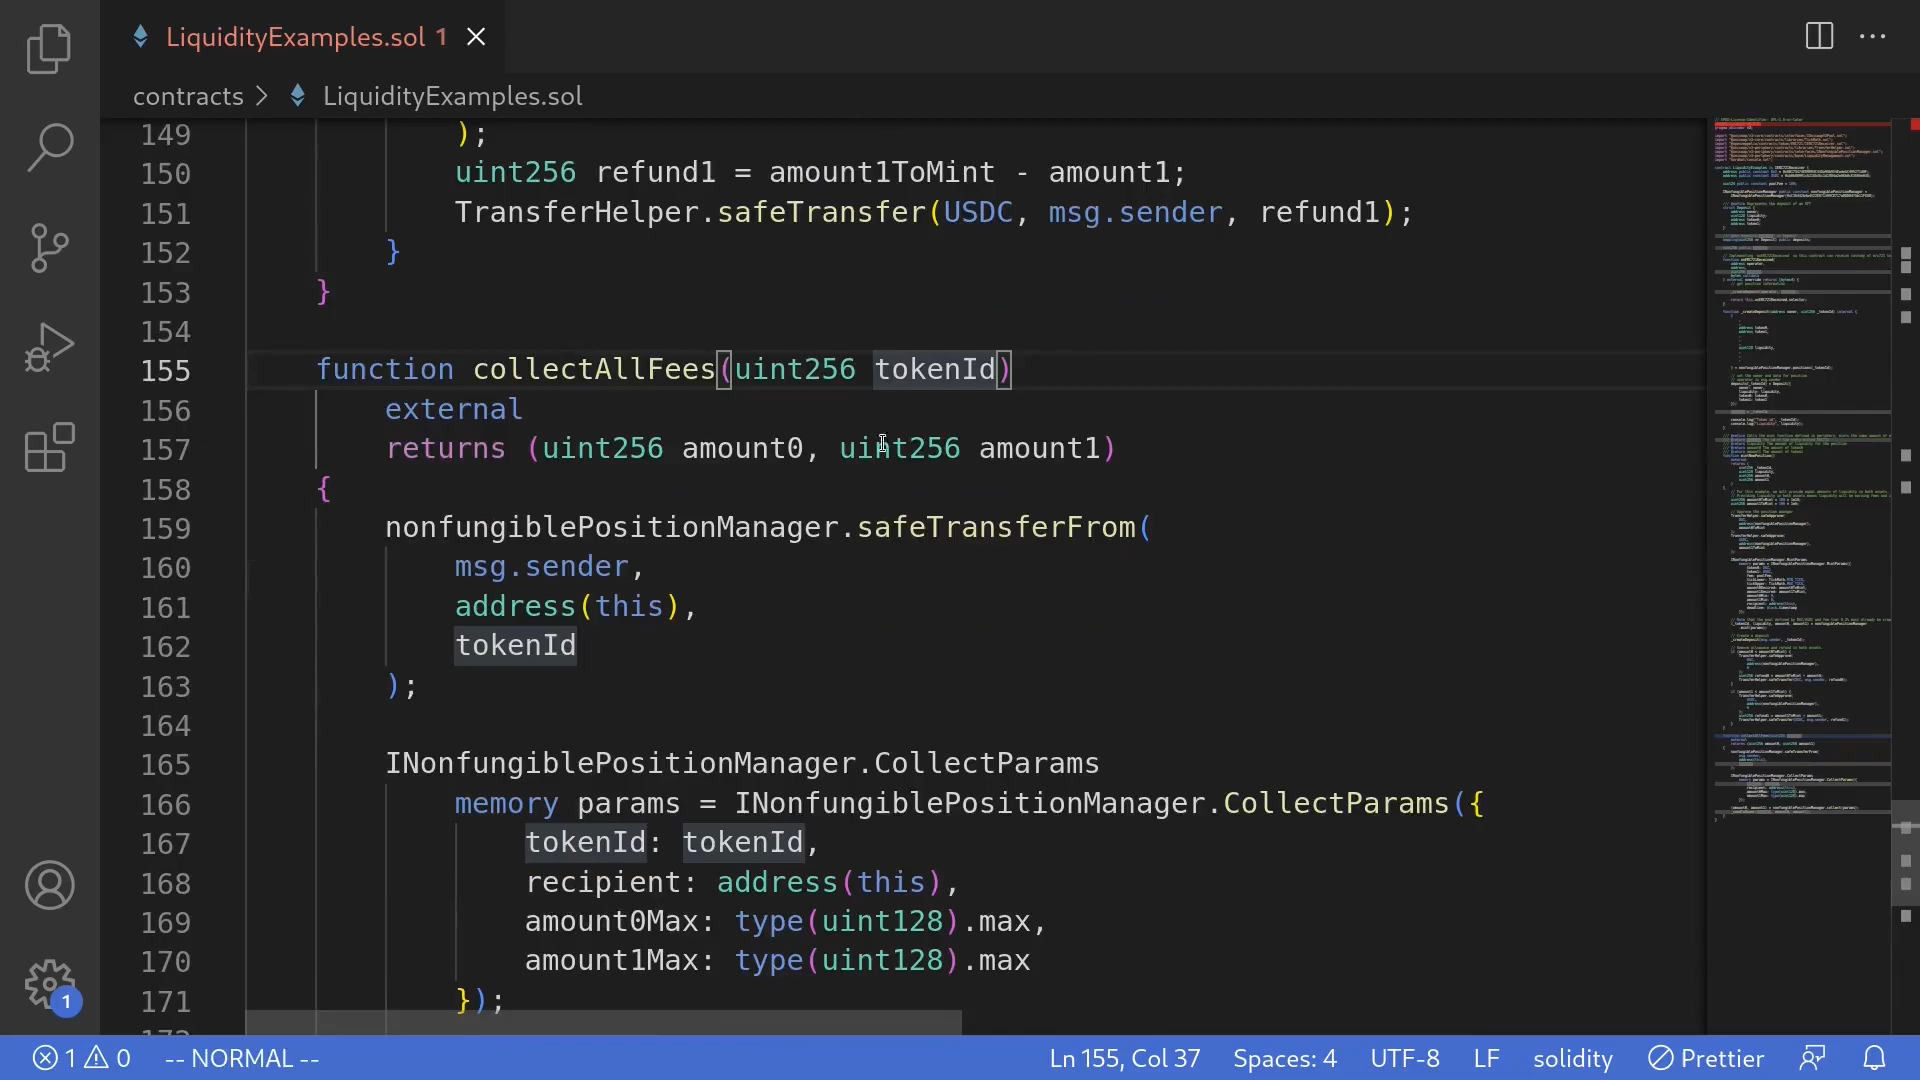 LiquidityExamples.sol 1
contracts > LiquidityExamples.sol
149 );
150 uint256 refund1 = amount1ToMint - amount1;
151 TransferHelper.safeTransfer(USDC, msg.sender, refund1);
152 }
153 }
154
155 function collectAllFees(uint256 tokenId)
156 external
157 returns (uint256 amount0, uint256 amount1)
158 {
159 nonfungiblePositionManager.safeTransferFrom(
160 msg.sender,
161 address(this),
162 tokenId
163 );
164
165 INonfungiblePositionManager.CollectParams
166 memory params = INonfungiblePositionManager.CollectParams({
167 tokenId: tokenId,
168 recipient: address(this),
169 amount0Max: type(uint128).max,
170 amount1Max: type(uint128).max
171 });
1
1 0 -- NORMAL -- Ln 155, Col 37 Spaces: 4 UTF-8 LF solidity Prettier